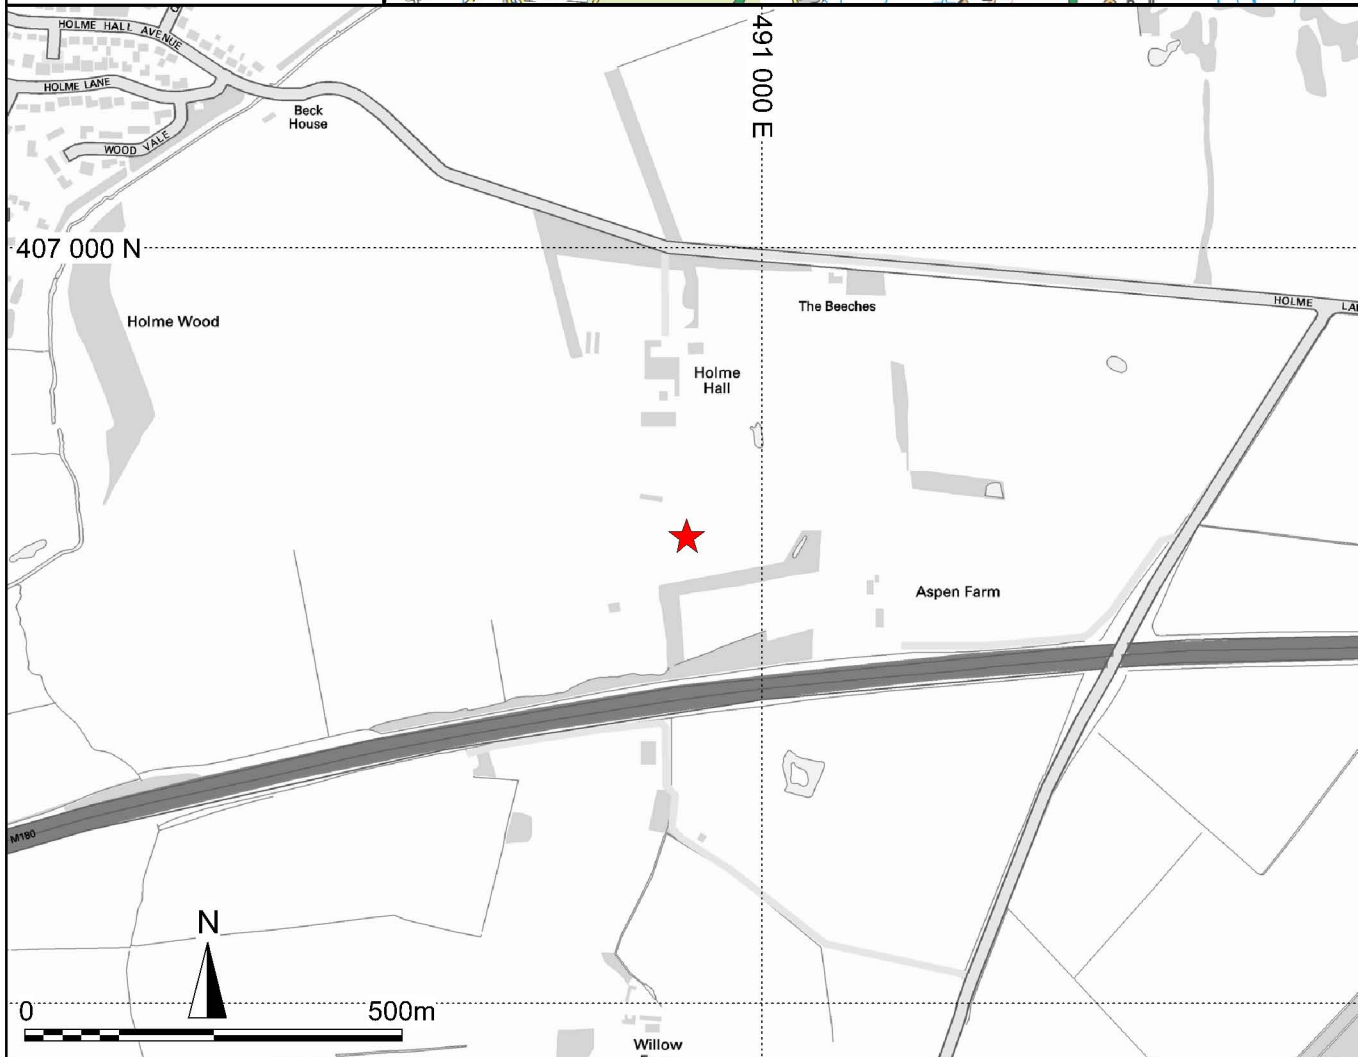 HOLME HALL AVENUE
491 000 E
HOLME LANE
Beck
House
WOOD VALE
407 000 N
HOLME LA
The Beeches
Holme Wood
Holme
Hall
Aspen Farm
M180
N
0 500m
Willow